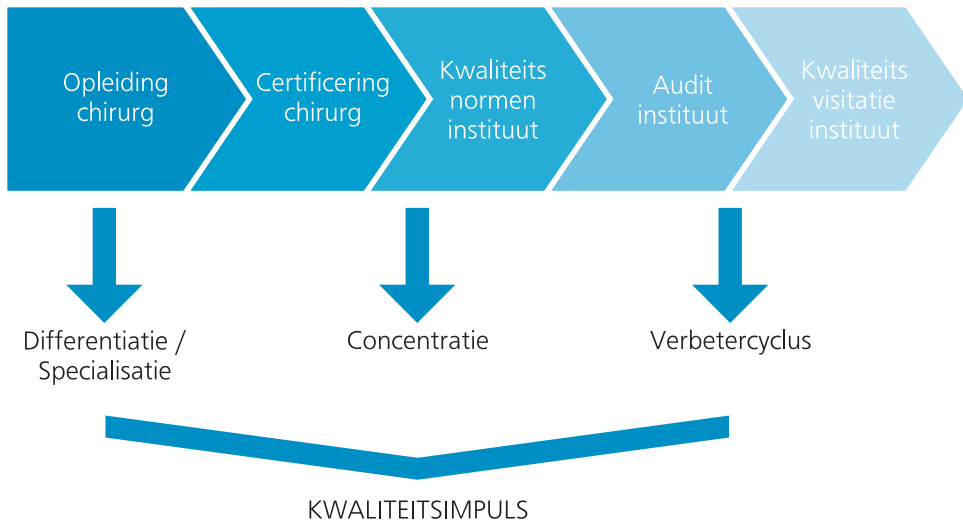 Opleiding
chirurg
Certificering
chirurg
Kwaliteits
normen
instituut
Audit
instituut
Kwaliteits
visitatie
instituut
Differentiatie /
Specialisatie
Concentratie
Verbetercyclus
KWALITEITSIMPULS